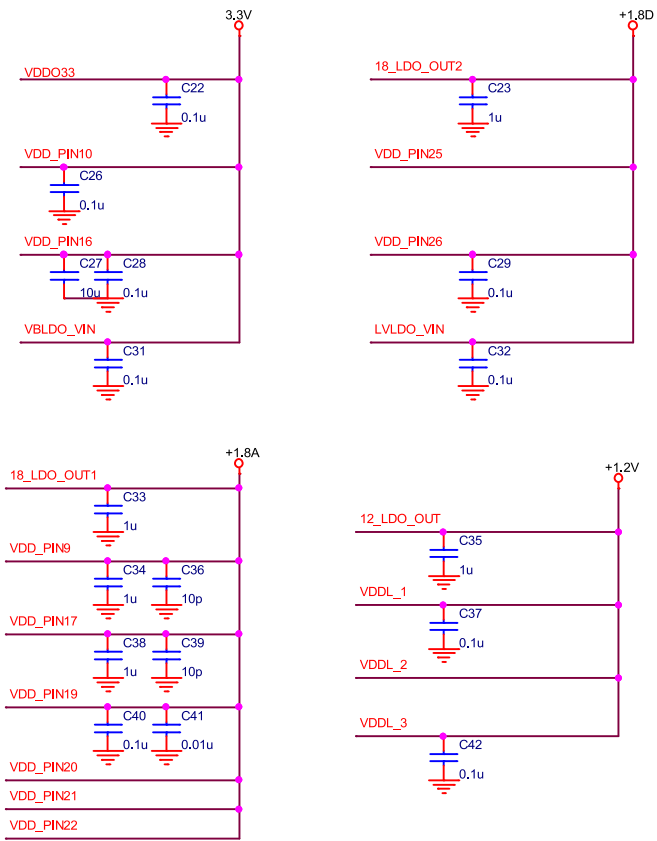 3.3V
VDDO33
C22
0.1u
VDD_PIN10
C26
0.1u
VDD_PIN16
C27
C28
10u
0.1u
VBLDO_VIN
C31
0.1u
+1.8D
18_LDO_OUT2
C23
1u
VDD_PIN25
VDD_PIN26
C29
0.1u
LVLDO_VIN
C32
0.1u
+1.8A
18_LDO_OUT1
C33
1u
VDD_PIN9
C34
C36
1u
10p
VDD_PIN17
C38
C39
1u
10p
VDD_PIN19
C40
C41
0.1u
0.01u
VDD_PIN20
VDD_PIN21
VDD_PIN22
+1.2V
12_LDO_OUT
C35
1u
VDDL_1
C37
0.1u
VDDL_2
VDDL_3
C42
0.1u